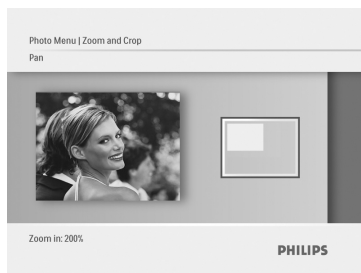 Photo Menu | Zoom and Crop
Pan
Zoom in: 200%
PHILIPS